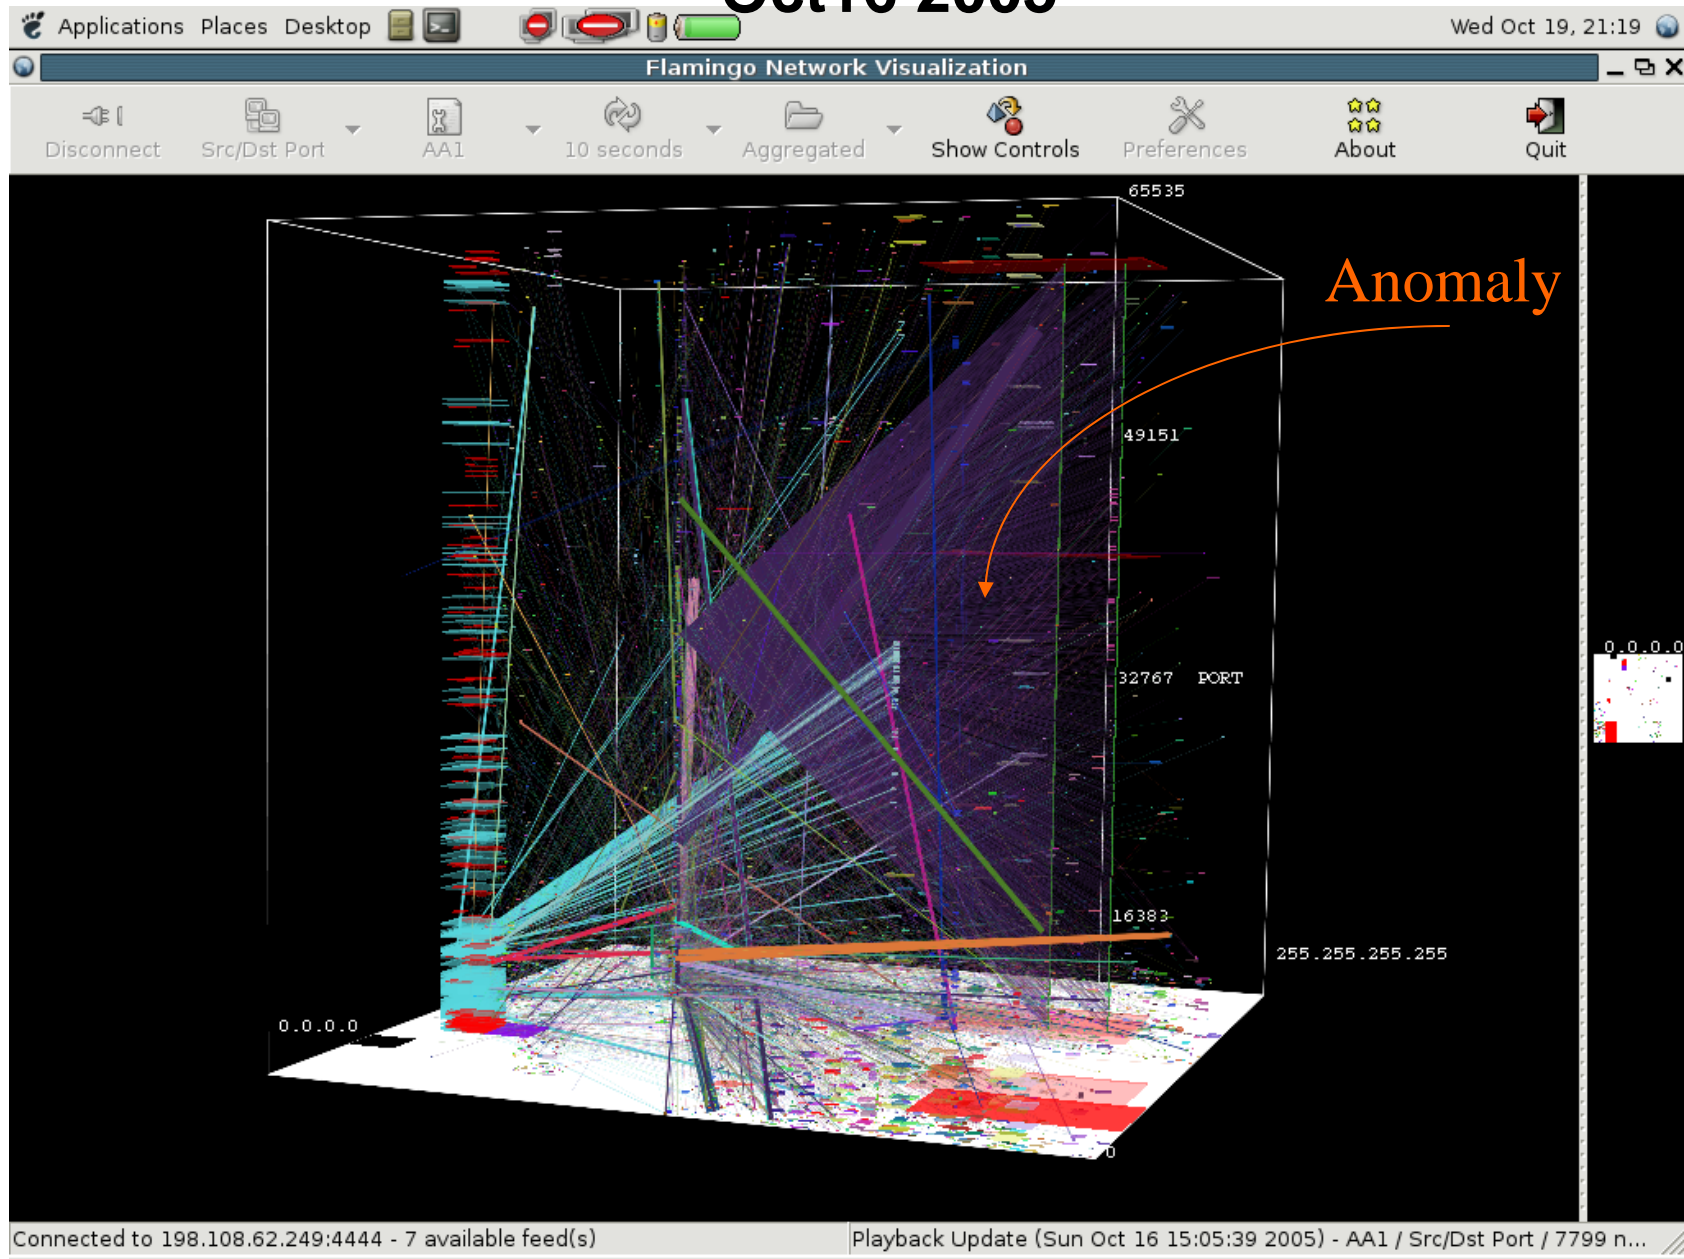 Oct16 2005
Applications Places Desktop Wed Oct 19, 21:19
Flamingo Network Visualization
Disconnect Src/Dst Port AA1 10 seconds Aggregated Show Controls Preferences About Quit
65535
Anomaly
49151
0.0.0.0
32767 PORT
16383
255.255.255.255
0.0.0.0
0
Connected to 198.108.62.249:4444 - 7 available feed(s) Playback Update (Sun Oct 16 15:05:39 2005) - AA1 / Src/Dst Port / 7799 n...